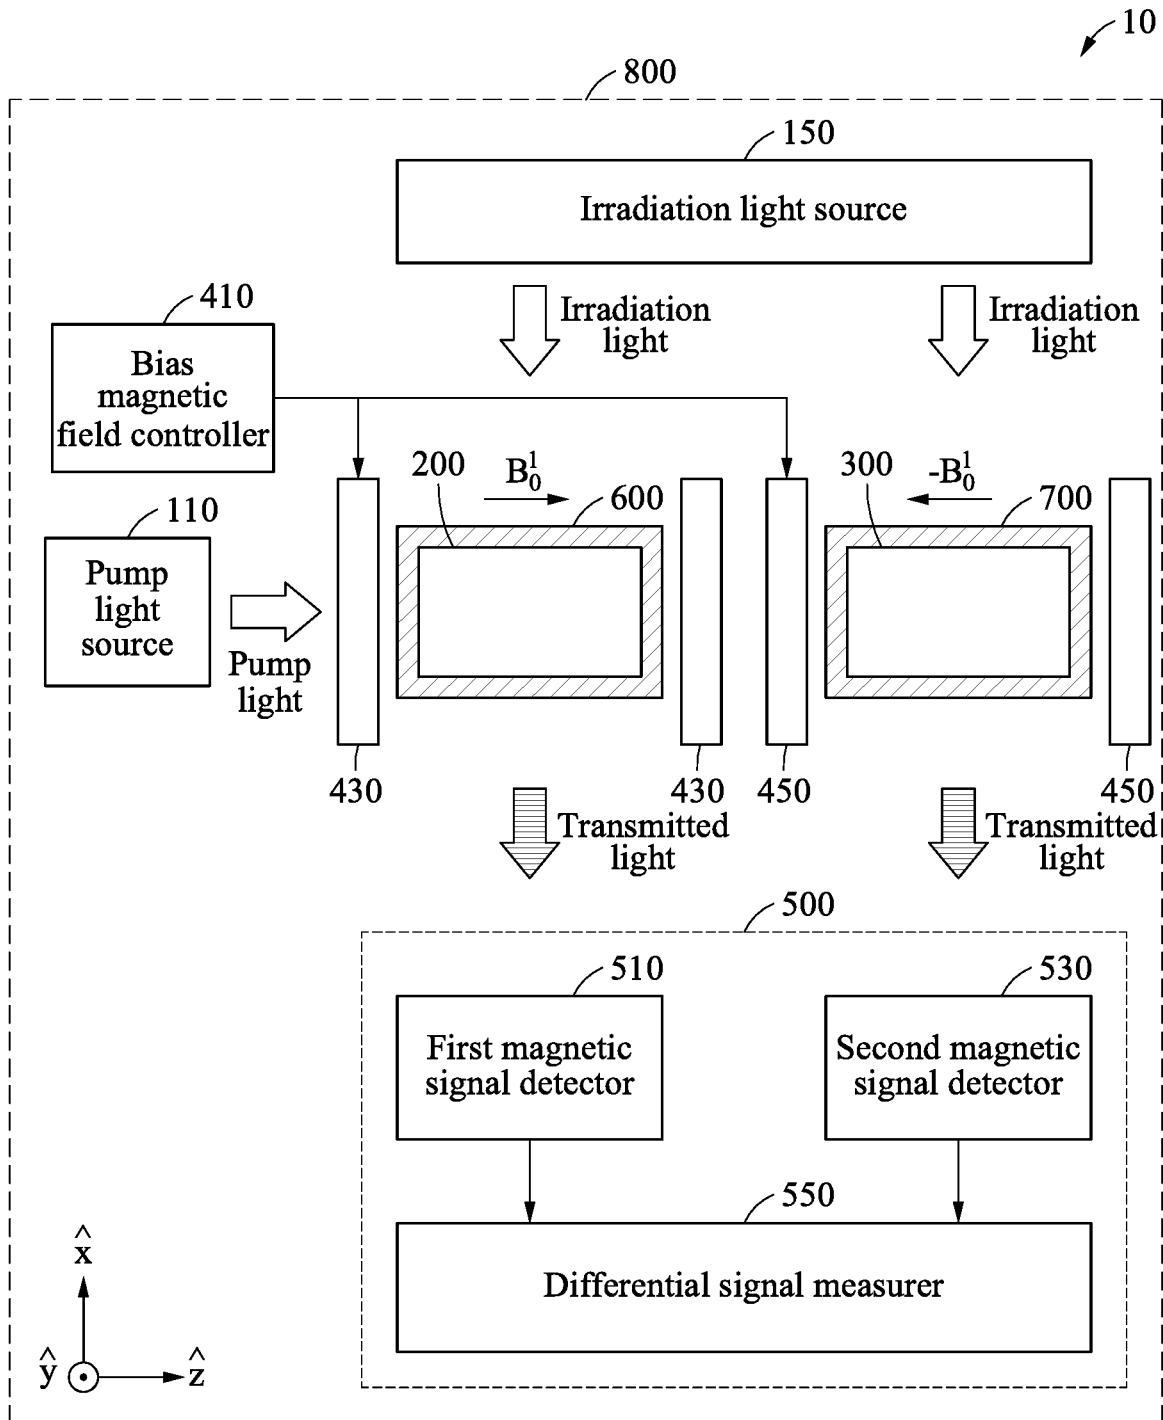 10
800
150
Irradiation light source
410
Bias
magnetic
field controller
Irradiation
light
Irradiation
light
200
B₀¹
600
300
-B₀¹
700
110
Pump
light
source
Pump
light
430
430
450
450
Transmitted
light
Transmitted
light
500
510
First magnetic
signal detector
530
Second magnetic
signal detector
550
Differential signal measurer
x̂
ŷ
ẑ